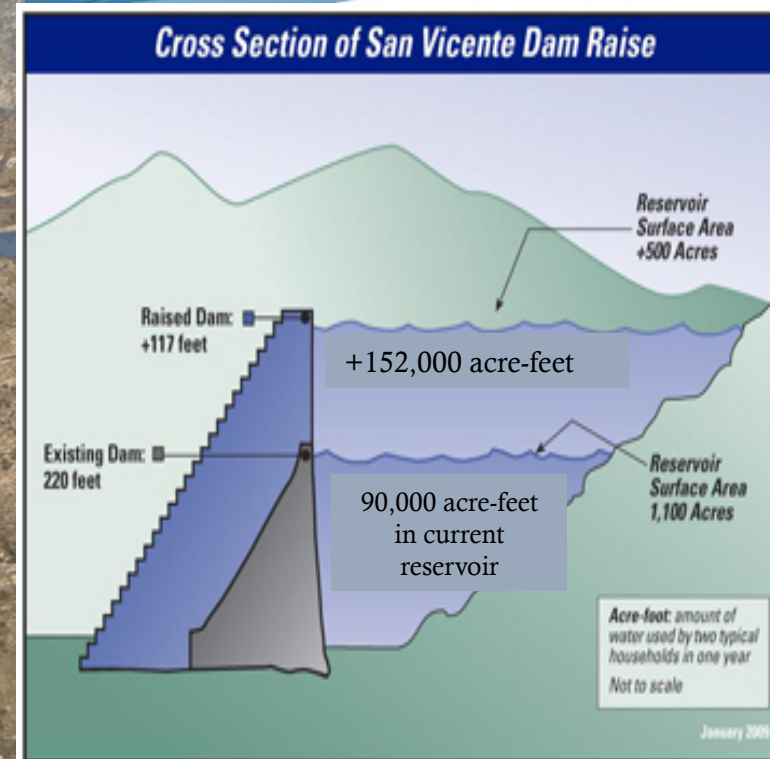 Cross Section of San Vicente Dam Raise
Reservoir
Surface Area
+500 Acres
Raised Dam:
+117 feet
+152,000 acre-feet
Existing Dam:
220 feet
90,000 acre-feet
in current
reservoir
Reservoir
Surface Area
1,100 Acres
Acre-foot: amount of
water used by two typical
households in one year
Not to scale
January 2009